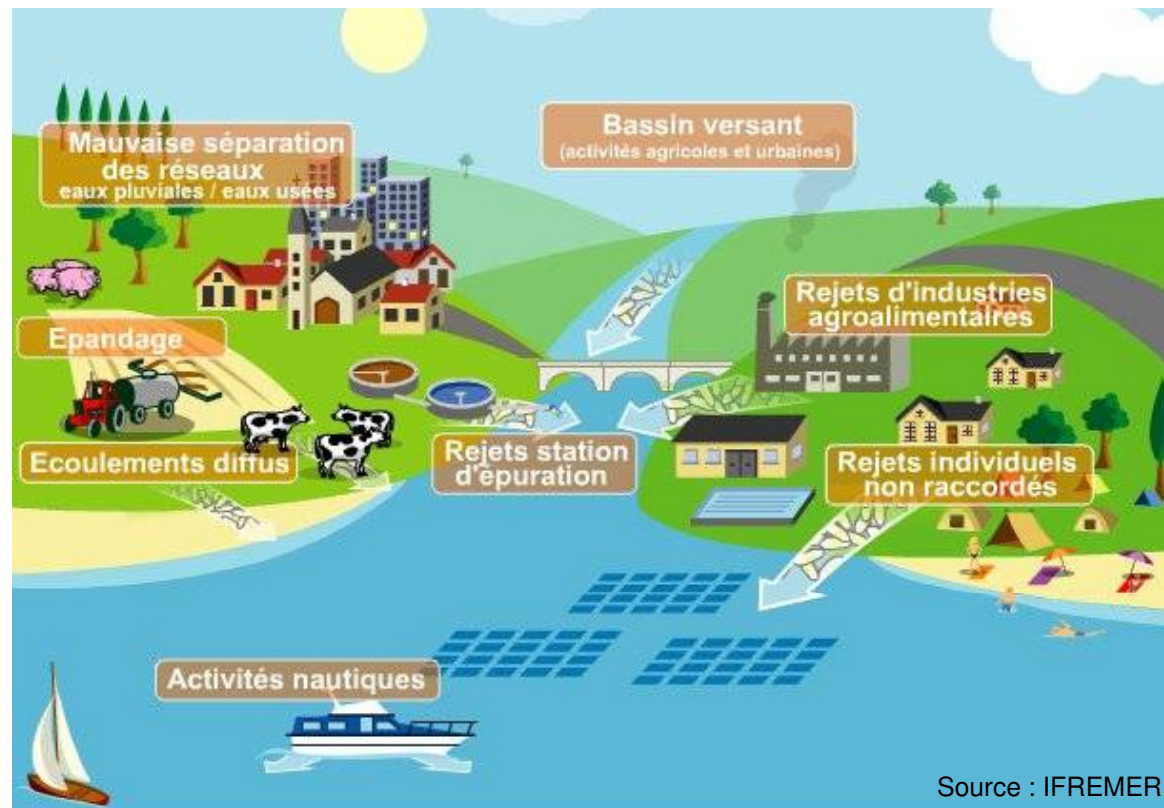 Mauvaise séparation
des réseaux
eaux pluviales / eaux usées
Bassin versant
(activités agricoles et urbaines)
Rejets d'industries
agroalimentaires
Epandage
Ecoulements diffus
Rejets station
d'épuration
Rejets individuels
non raccordés
Activités nautiques
Source : IFREMER